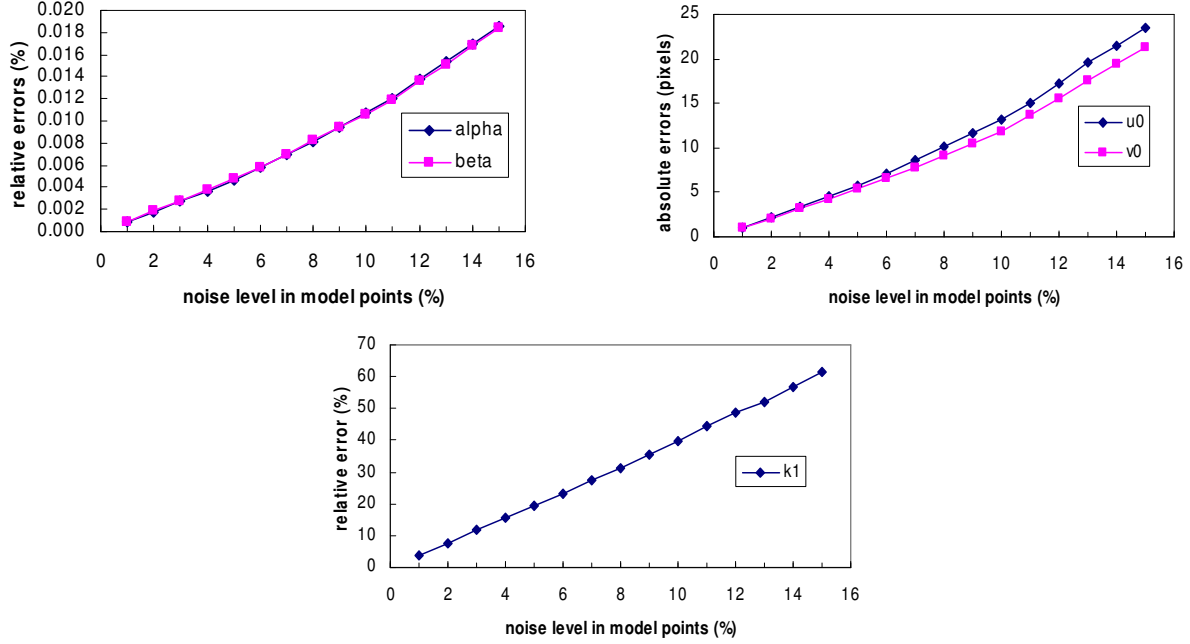 relative errors (%)
0.020
0.018
0.016
0.014
0.012
0.010
0.008
0.006
0.004
0.002
0.000
0 2 4 6 8 10 12 14 16
noise level in model points (%)
alpha
beta
absolute errors (pixels)
25
20
15
10
5
0
0 2 4 6 8 10 12 14 16
noise level in model points (%)
u0
v0
relative error (%)
70
60
50
40
30
20
10
0
0 2 4 6 8 10 12 14 16
noise level in model points (%)
k1